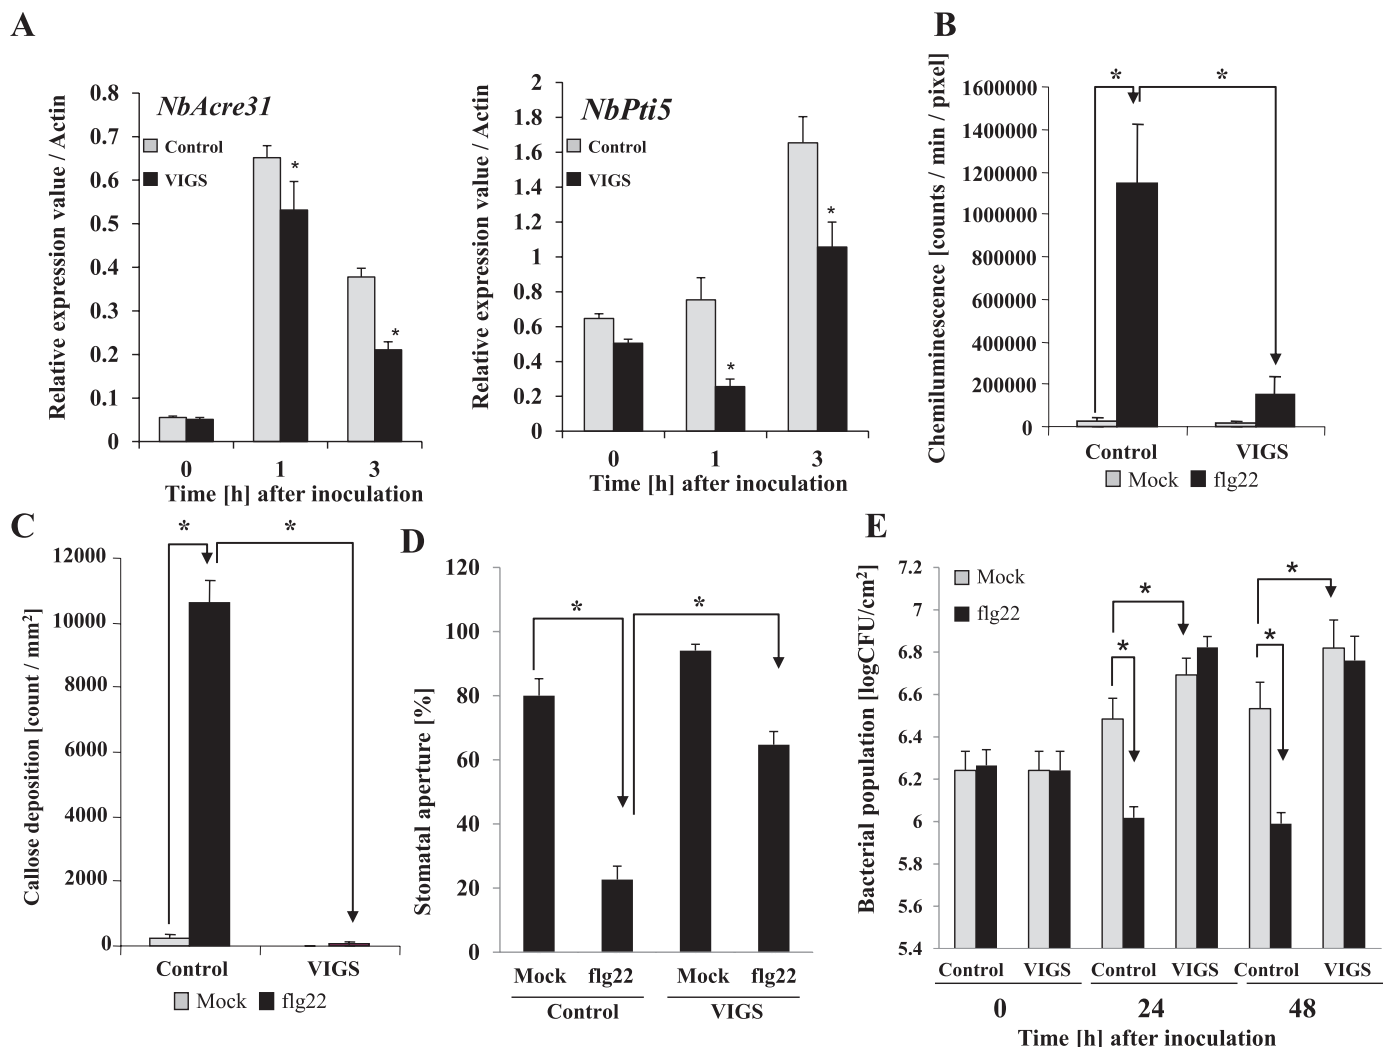 A
Relative expression value / Actin
0.8
0.7
0.6
0.5
0.4
0.3
0.2
0.1
0
NbAcre31
Control
VIGS
*
*
0 1 3
Time [h] after inoculation
Relative expression value / Actin
2
1.8
1.6
1.4
1.2
1
0.8
0.6
0.4
0.2
0
NbPti5
Control
VIGS
*
*
0 1 3
Time [h] after inoculation
B
Chemiluminescence [counts / min / pixel]
1600000
1400000
1200000
1000000
800000
600000
400000
200000
0
* *
Control VIGS
Mock flg22
C
Callose deposition [count / mm²]
12000
10000
8000
6000
4000
2000
0
* *
Control VIGS
Mock flg22
D
Stomatal aperture [%]
120
100
80
60
40
20
0
* *
Mock flg22 Mock flg22
Control VIGS
E
Bacterial population [logCFU/cm²]
7.2
7
6.8
6.6
6.4
6.2
6
5.8
5.6
5.4
Mock
flg22
* *
* *
Control VIGS Control VIGS Control VIGS
0 24 48
Time [h] after inoculation